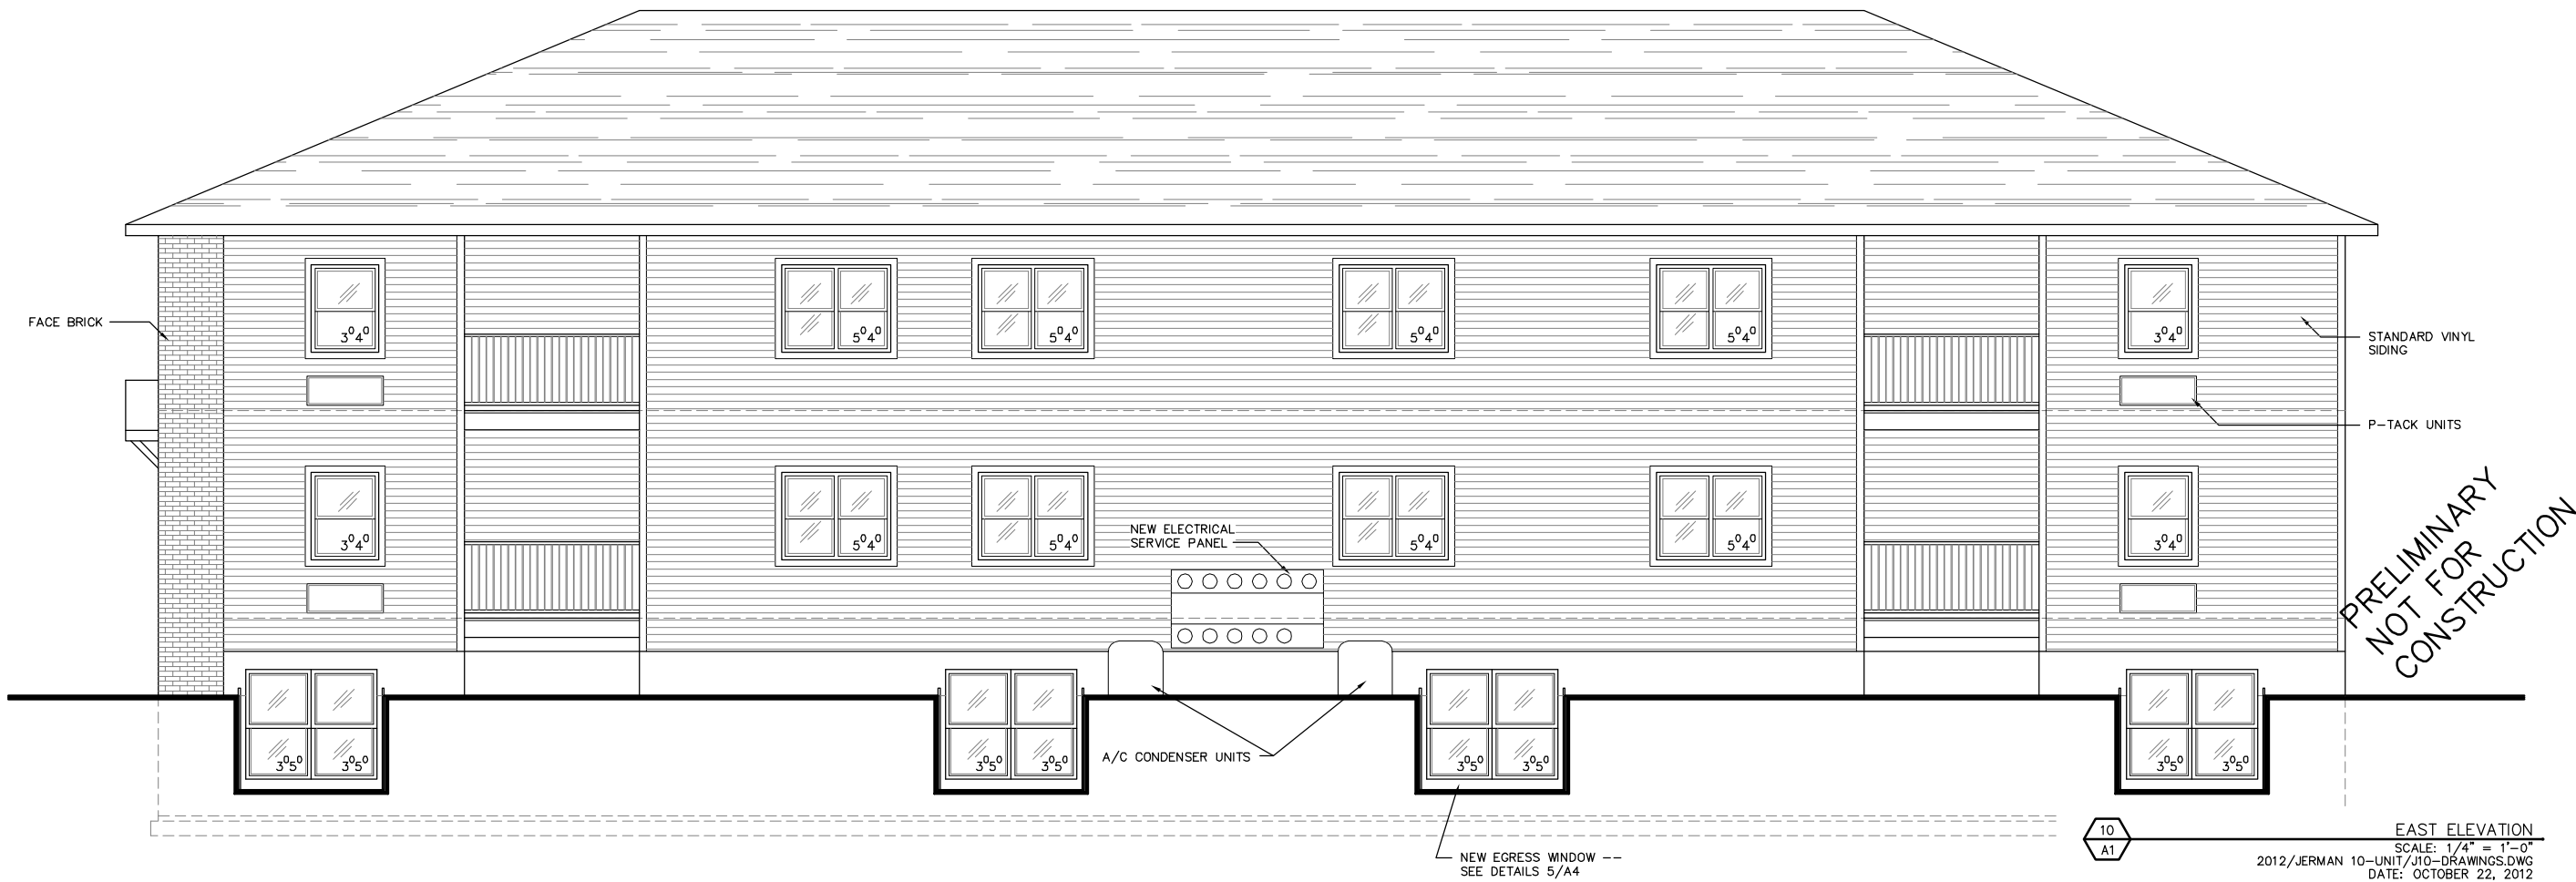 3⁰4⁰
5⁰4⁰
5⁰4⁰
5⁰4⁰
5⁰4⁰
3⁰4⁰
FACE BRICK
STANDARD VINYL
SIDING
P-TACK UNITS
3⁰4⁰
5⁰4⁰
5⁰4⁰
5⁰4⁰
5⁰4⁰
3⁰4⁰
NEW ELECTRICAL
SERVICE PANEL
PRELIMINARY
NOT FOR
CONSTRUCTION
3⁰5⁰ 3⁰5⁰
3⁰5⁰ 3⁰5⁰
3⁰5⁰ 3⁰5⁰
3⁰5⁰ 3⁰5⁰
A/C CONDENSER UNITS
NEW EGRESS WINDOW --
SEE DETAILS 5/A4
10
A1
EAST ELEVATION
SCALE: 1/4" = 1'-0"
2012/JERMAN 10-UNIT/J10-DRAWINGS.DWG
DATE: OCTOBER 22, 2012